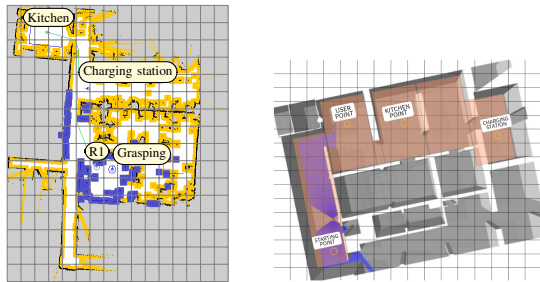 Kitchen
Charging station
R1
Grasping
USER
POINT
KITCHEN
POINT
CHARGING
STATION
STARTING
POINT